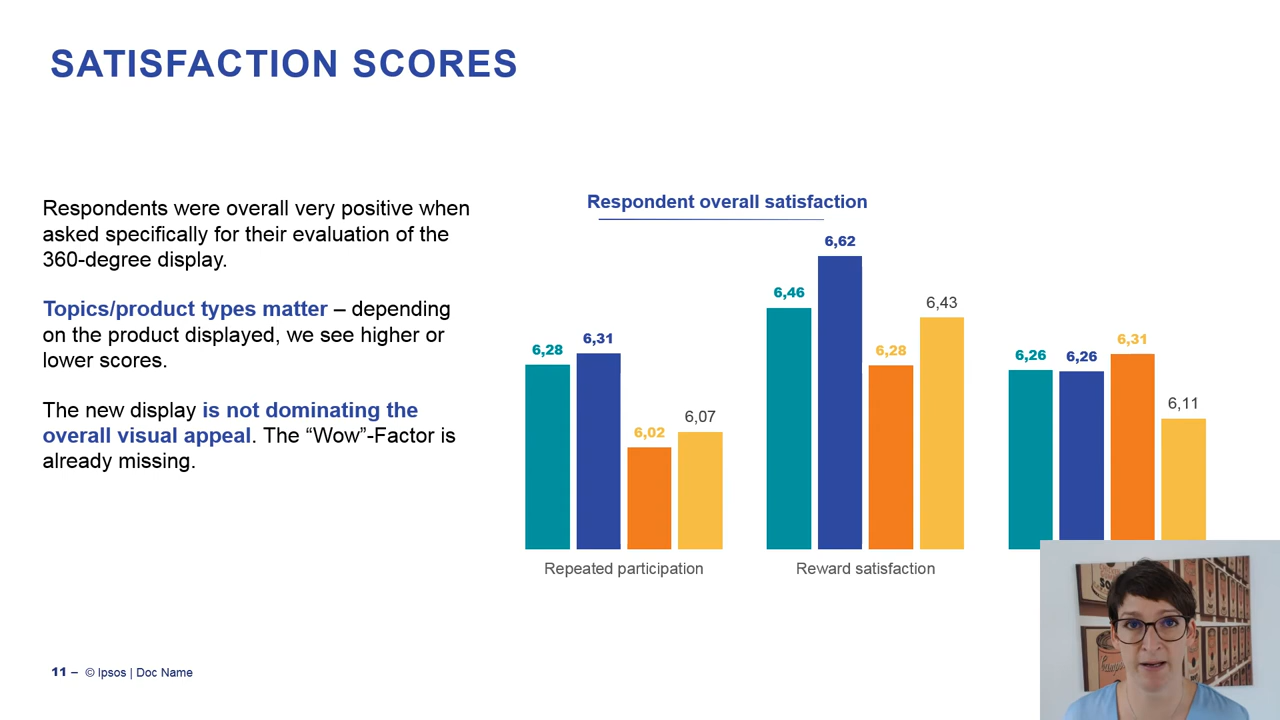 SATISFACTION SCORES
Respondents were overall very positive when
asked specifically for their evaluation of the
360-degree display.
Topics/product types matter – depending
on the product displayed, we see higher or
lower scores.
The new display is not dominating the
overall visual appeal. The “Wow”-Factor is
already missing.
Respondent overall satisfaction
6,28
6,31
6,02
6,07
Repeated participation
6,46
6,62
6,28
6,43
Reward satisfaction
6,26
6,26
6,31
6,11
11 – © Ipsos | Doc Name